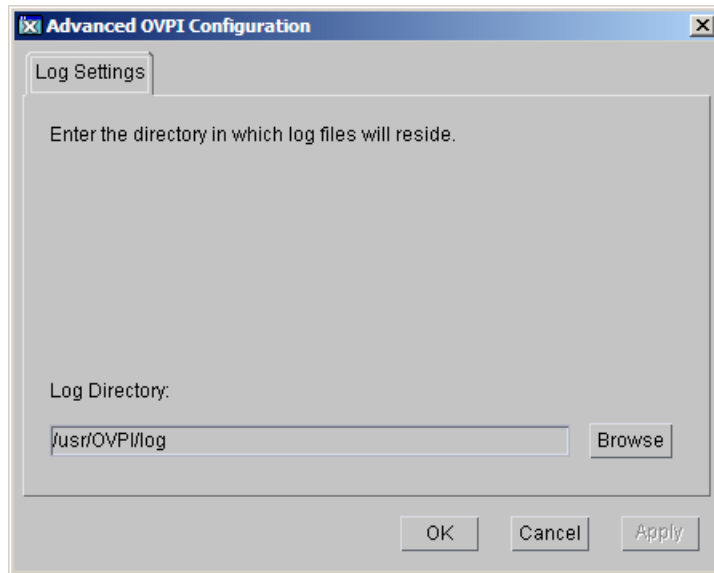 Advanced OVPI Configuration
Log Settings
Enter the directory in which log files will reside.
Log Directory:
/usr/OVPI/log
Browse
OK
Cancel
Apply